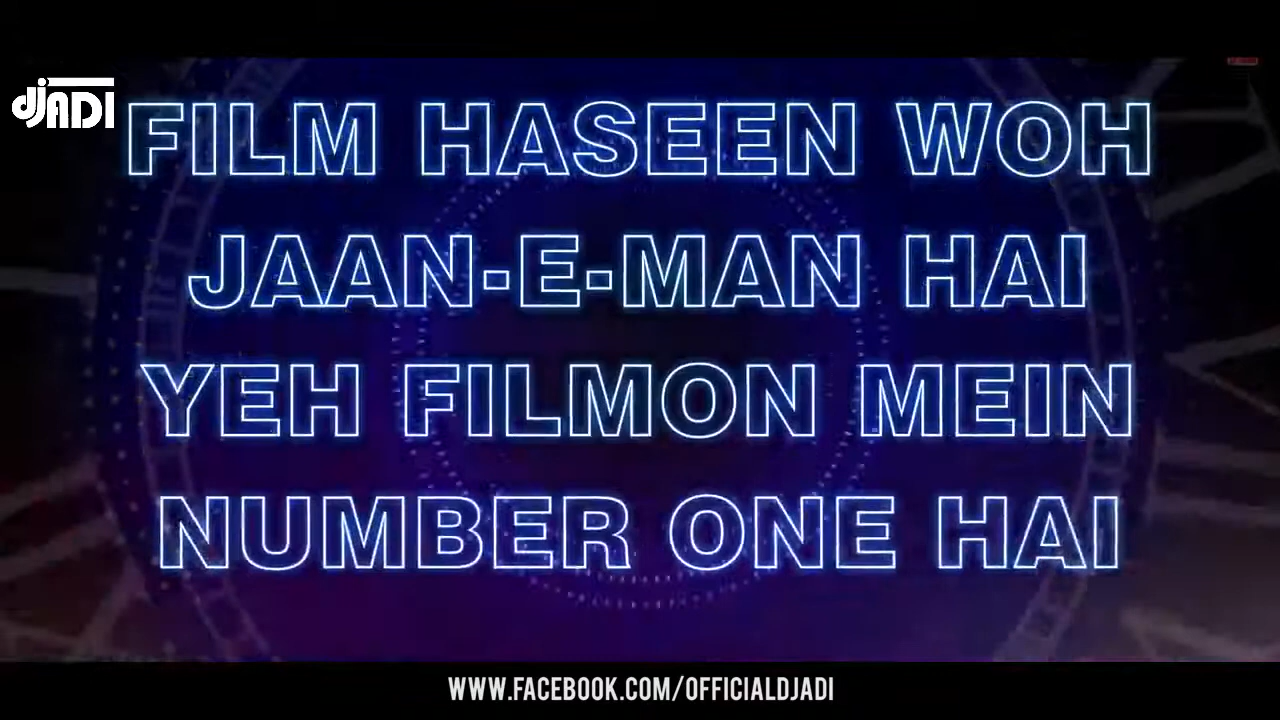 djADI
FILM HASEEN WOH
JAAN-E-MAN HAI
YEH FILMON MEIN
NUMBER ONE HAI
WWW.FACEBOOK.COM/OFFICIALDJADI